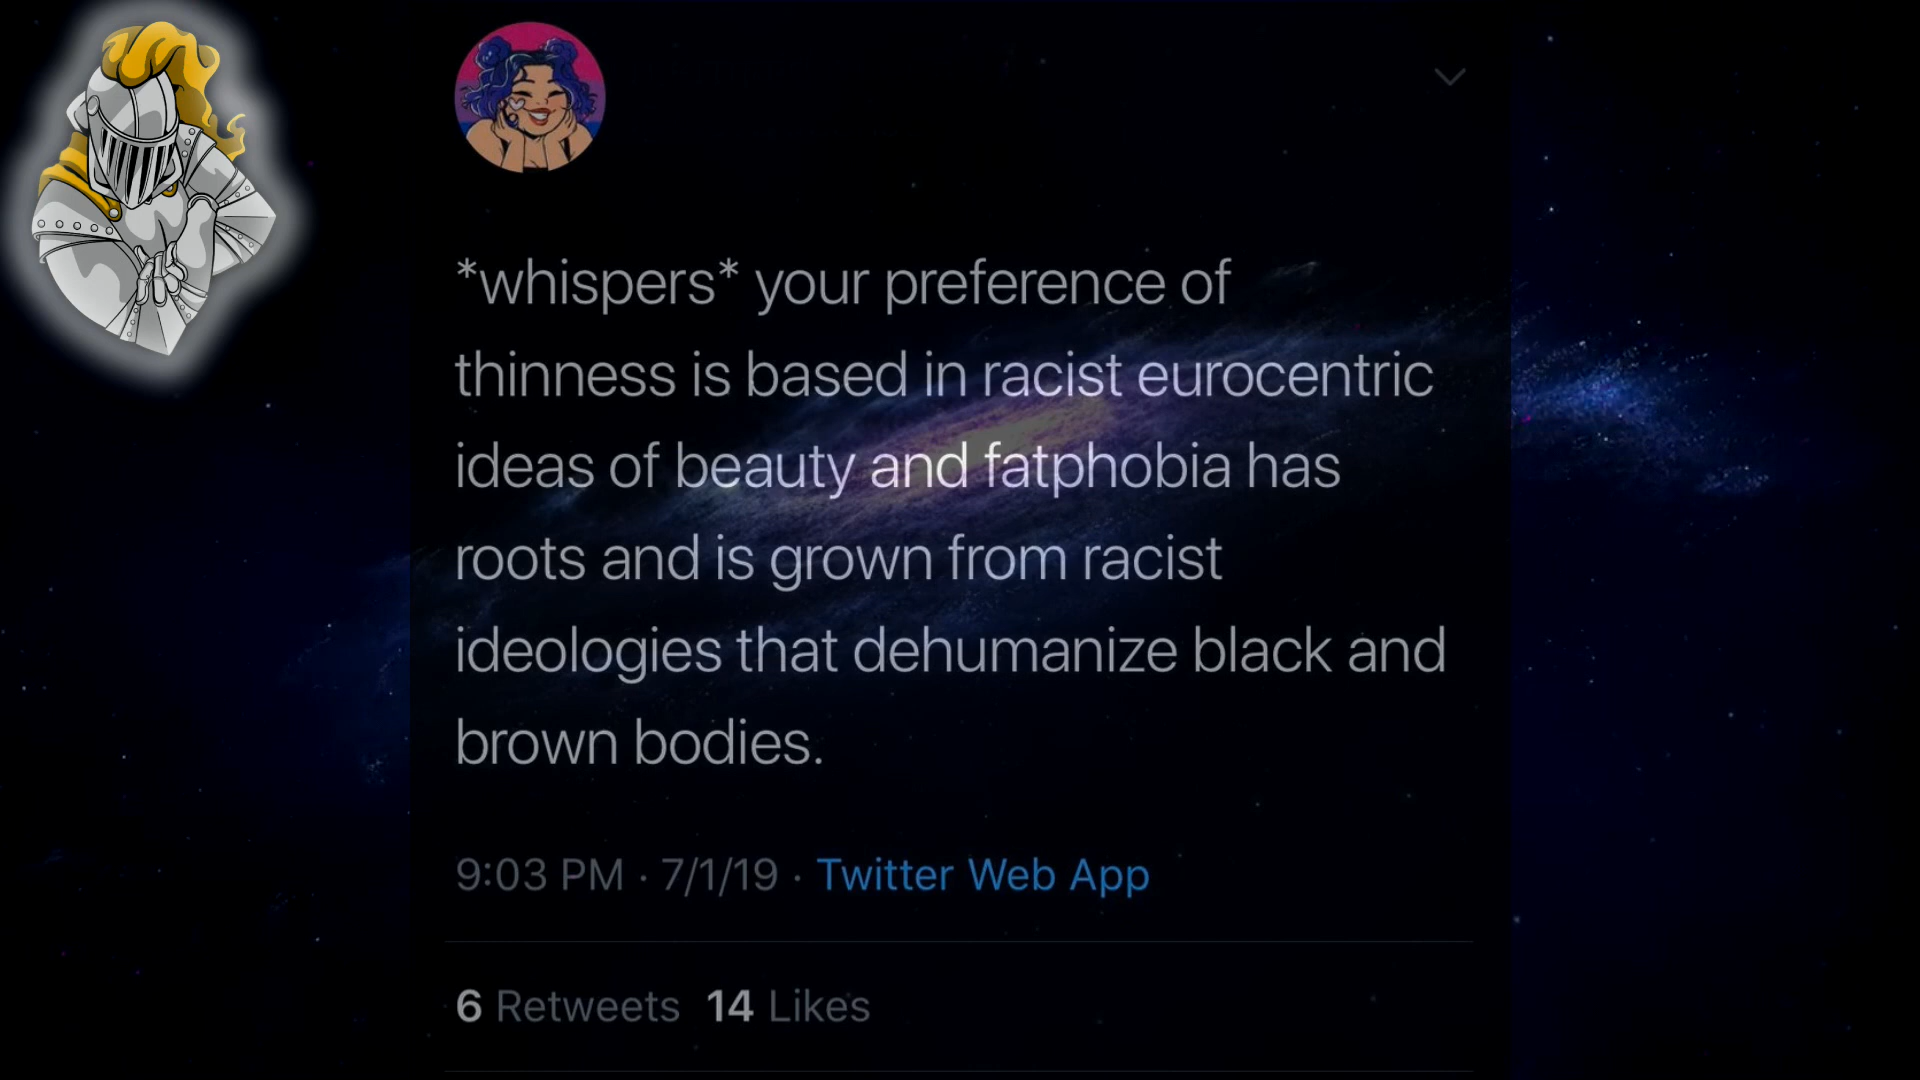 *whispers* your preference of
thinness is based in racist eurocentric
ideas of beauty and fatphobia has
roots and is grown from racist
ideologies that dehumanize black and
brown bodies.
9:03 PM · 7/1/19 · Twitter Web App
6 Retweets 14 Likes